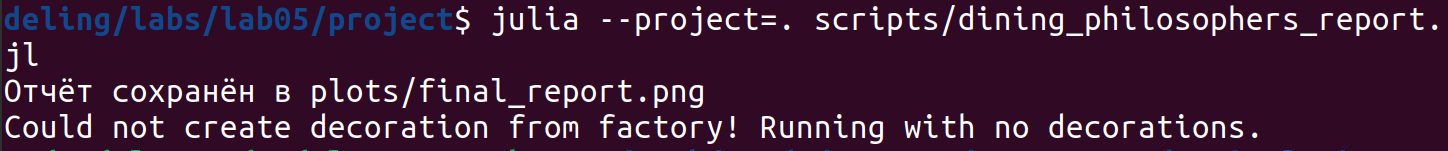 deling/labs/lab05/project$ julia --project=. scripts/dining_philosophers_report.
jl
Отчёт сохранён в plots/final_report.png
Could not create decoration from factory! Running with no decorations.